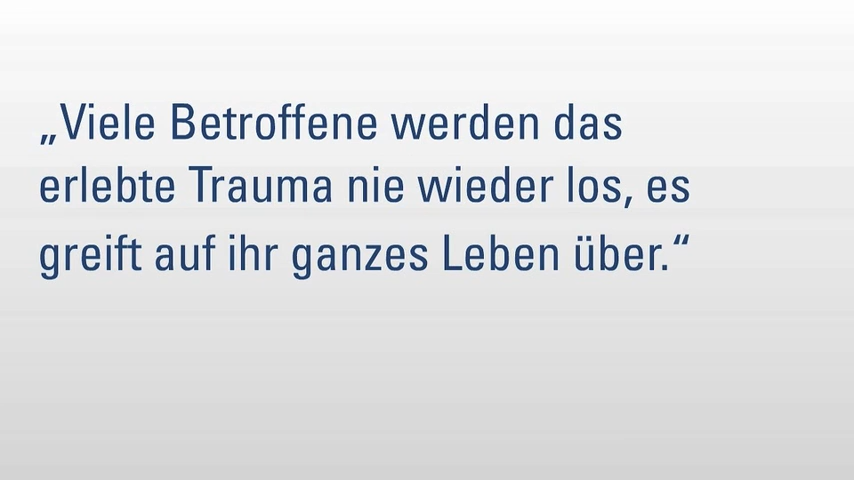 „Viele Betroffene werden das
erlebte Trauma nie wieder los, es
greift auf ihr ganzes Leben über.“